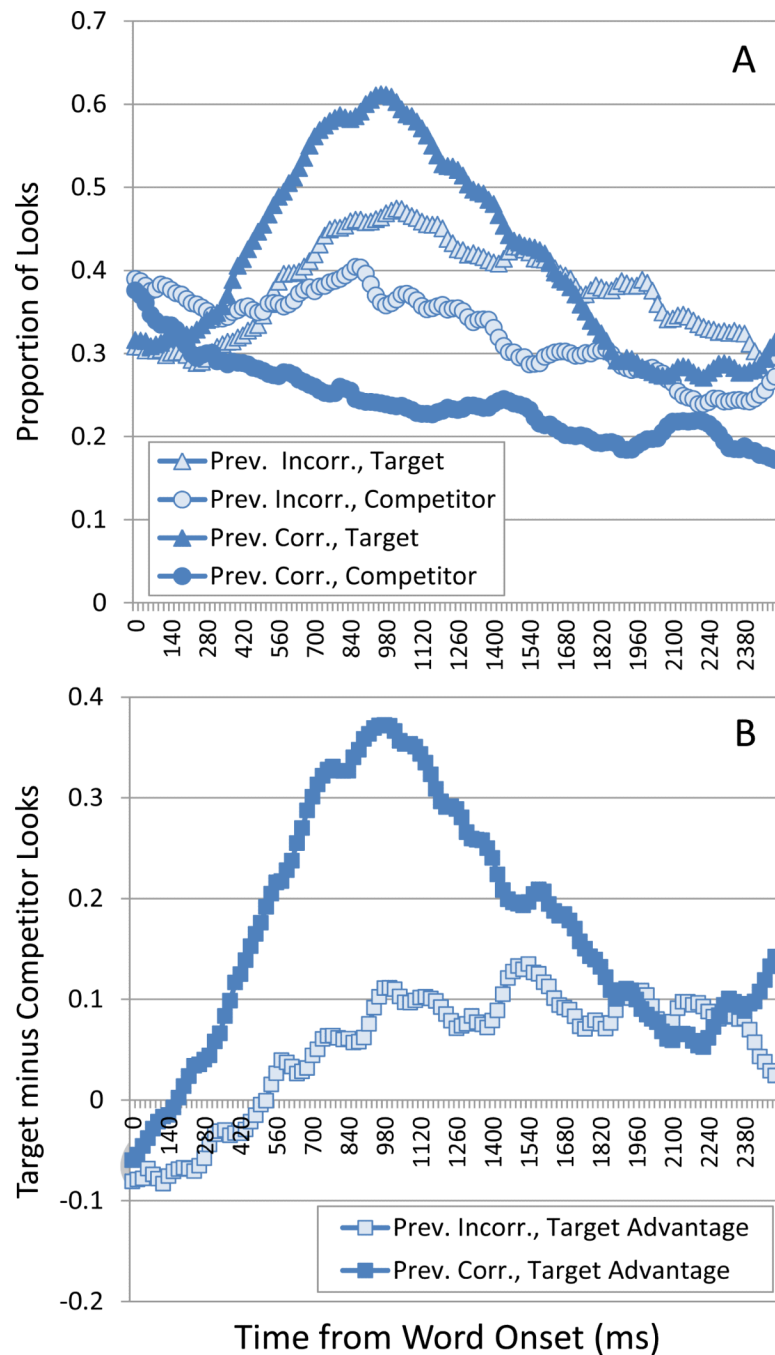 A
Proportion of Looks
0.7
0.6
0.5
0.4
0.3
0.2
0.1
0
Prev. Incorr., Target
Prev. Incorr., Competitor
Prev. Corr., Target
Prev. Corr., Competitor
0 140 280 420 560 700 840 980 1120 1260 1400 1540 1680 1820 1960 2100 2240 2380
B
Target minus Competitor Looks
0.4
0.3
0.2
0.1
0
-0.1
-0.2
0 140 280 420 560 700 840 980 1120 1260 1400 1540 1680 1820 1960 2100 2240 2380
Prev. Incorr., Target Advantage
Prev. Corr., Target Advantage
Time from Word Onset (ms)